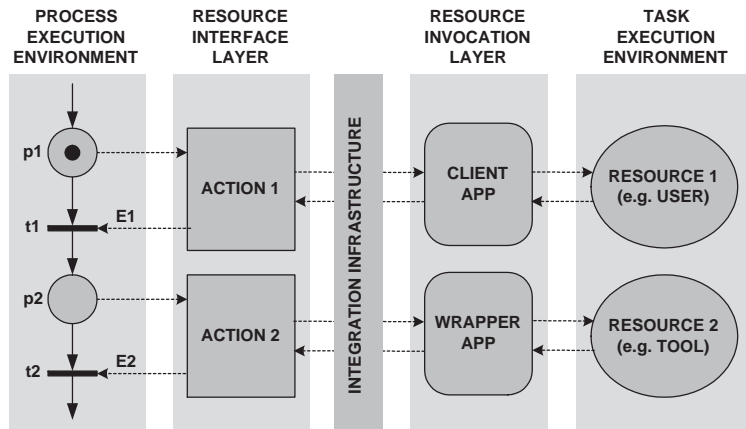 PROCESS
EXECUTION
ENVIRONMENT
RESOURCE
INTERFACE
LAYER
RESOURCE
INVOCATION
LAYER
TASK
EXECUTION
ENVIRONMENT
p1
t1
E1
p2
t2
E2
ACTION 1
ACTION 2
INTEGRATION INFRASTRUCTURE
CLIENT
APP
WRAPPER
APP
RESOURCE 1
(e.g. USER)
RESOURCE 2
(e.g. TOOL)